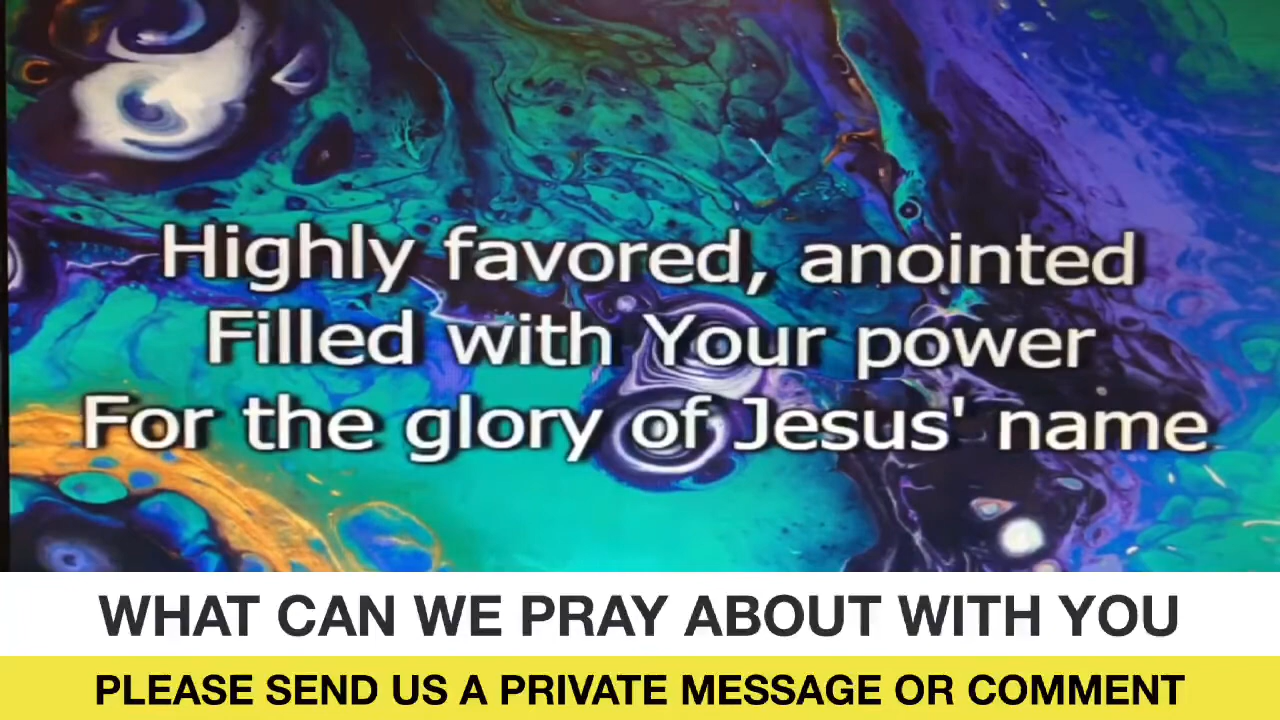 Highly favored, anointed
Filled with Your power
For the glory of Jesus' name
WHAT CAN WE PRAY ABOUT WITH YOU
PLEASE SEND US A PRIVATE MESSAGE OR COMMENT